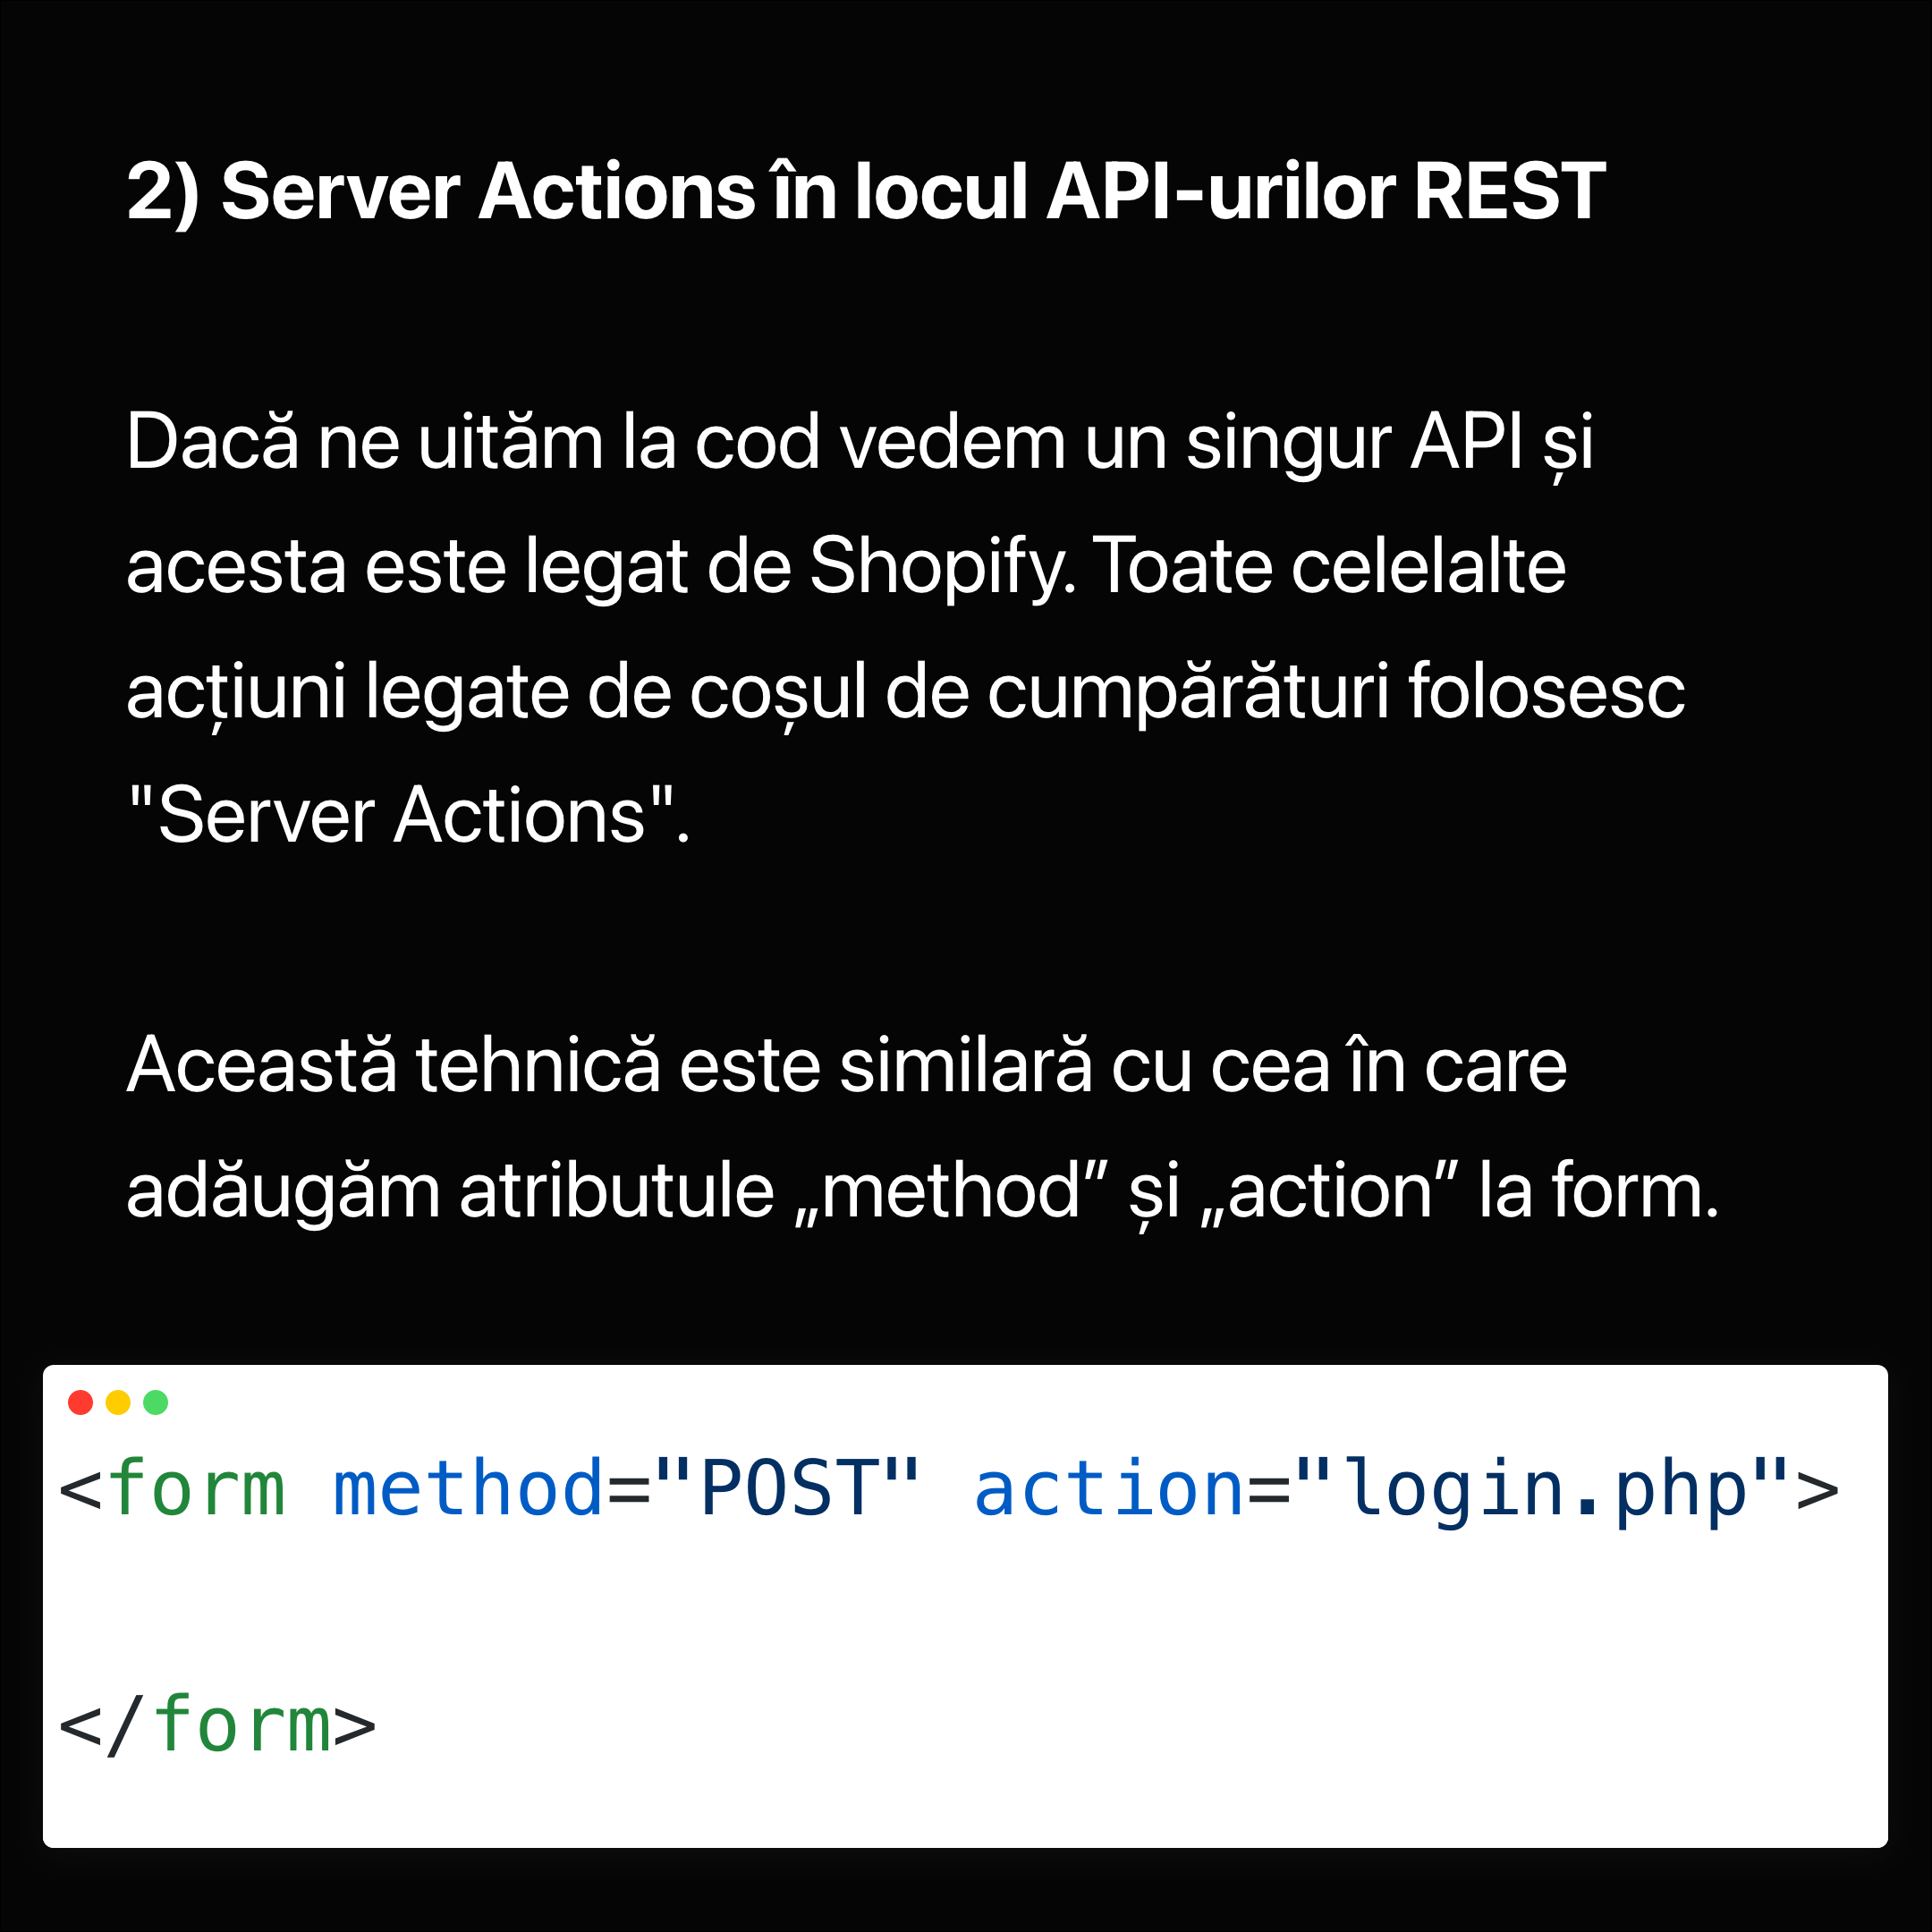 2) Server Actions în locul API-urilor REST
Dacă ne uităm la cod vedem un singur API și
acesta este legat de Shopify. Toate celelalte
acțiuni legate de coșul de cumpărături folosesc
"Server Actions".
Această tehnică este similară cu cea în care
adăugăm atributule „method” și „action” la form.
<form method="POST" action="login.php">
</form>